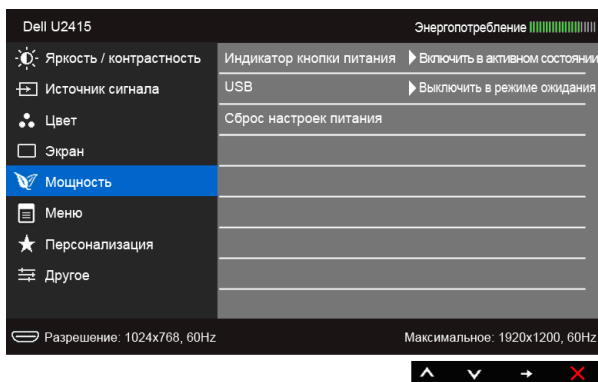 Dell U2415
Энергопотребление
Яркость / контрастность
Индикатор кнопки питания
Включить в активном состоянии
Источник сигнала
USB
Выключить в режиме ожидания
Цвет
Сброс настроек питания
Экран
Мощность
Меню
Персонализация
Другое
Разрешение: 1024x768, 60Hz
Максимальное: 1920x1200, 60Hz